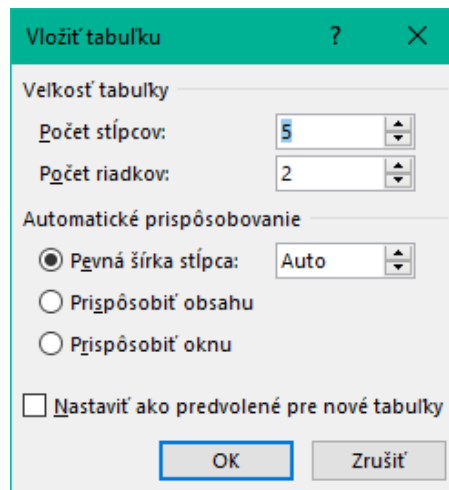 Vložiť tabuľku ? ×
Veľkosť tabuľky
Počet stĺpcov: 5
Počet riadkov: 2
Automatické prispôsobovanie
Pevná šírka stĺpca: Auto
Prispôsobiť obsahu
Prispôsobiť oknu
Nastaviť ako predvolené pre nové tabuľky
OK Zrušiť